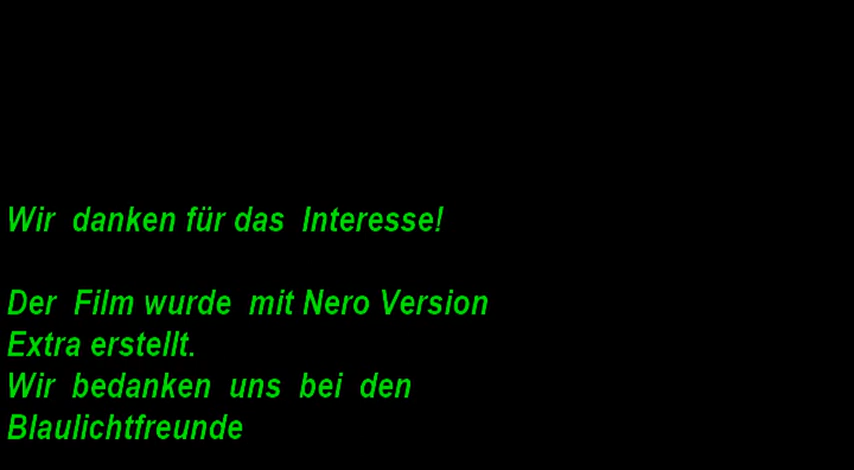 Wir danken für das Interesse!
Der Film wurde mit Nero Version
Extra erstellt.
Wir bedanken uns bei den
Blaulichtfreunde